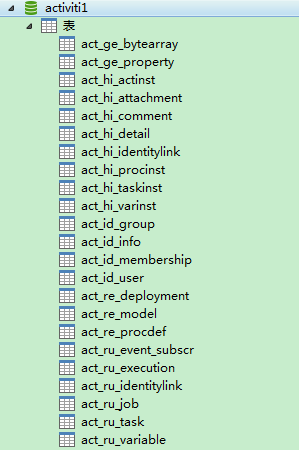 activiti1
表
act_ge_bytearray
act_ge_property
act_hi_actinst
act_hi_attachment
act_hi_comment
act_hi_detail
act_hi_identitylink
act_hi_procinst
act_hi_taskinst
act_hi_varinst
act_id_group
act_id_info
act_id_membership
act_id_user
act_re_deployment
act_re_model
act_re_procdef
act_ru_event_subscr
act_ru_execution
act_ru_identitylink
act_ru_job
act_ru_task
act_ru_variable